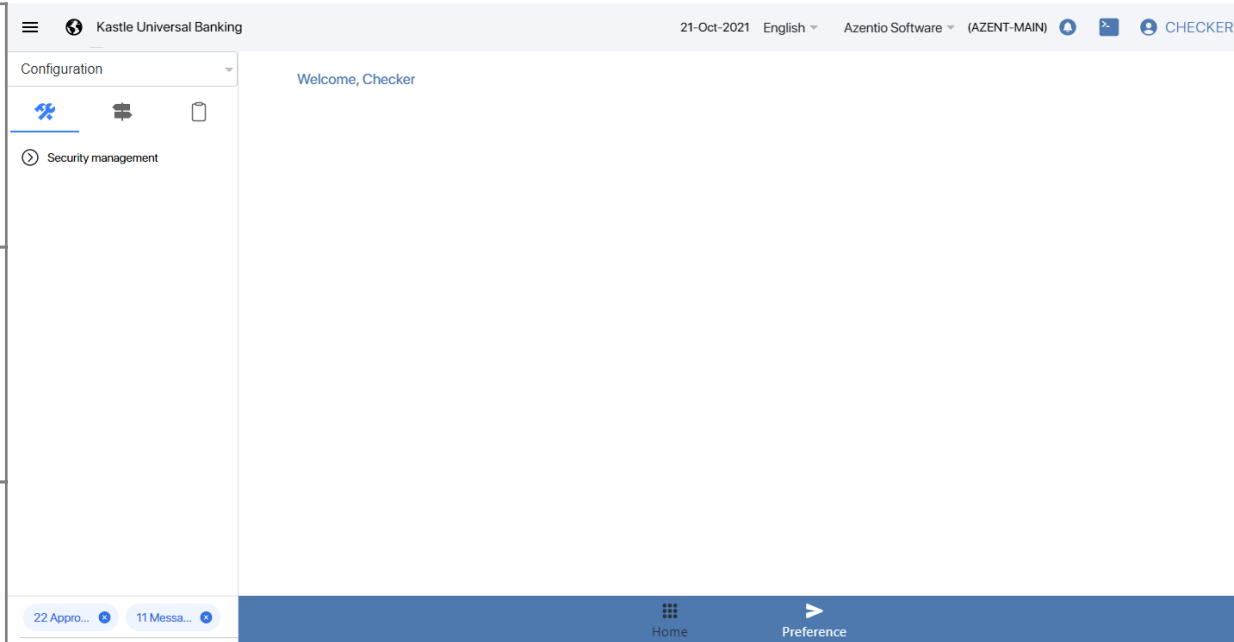 Kastle Universal Banking
21-Oct-2021 English Azentio Software (AZENT-MAIN) CHECKER
Configuration
Welcome, Checker
Security management
22 Appro... 11 Messa...
Home Preference